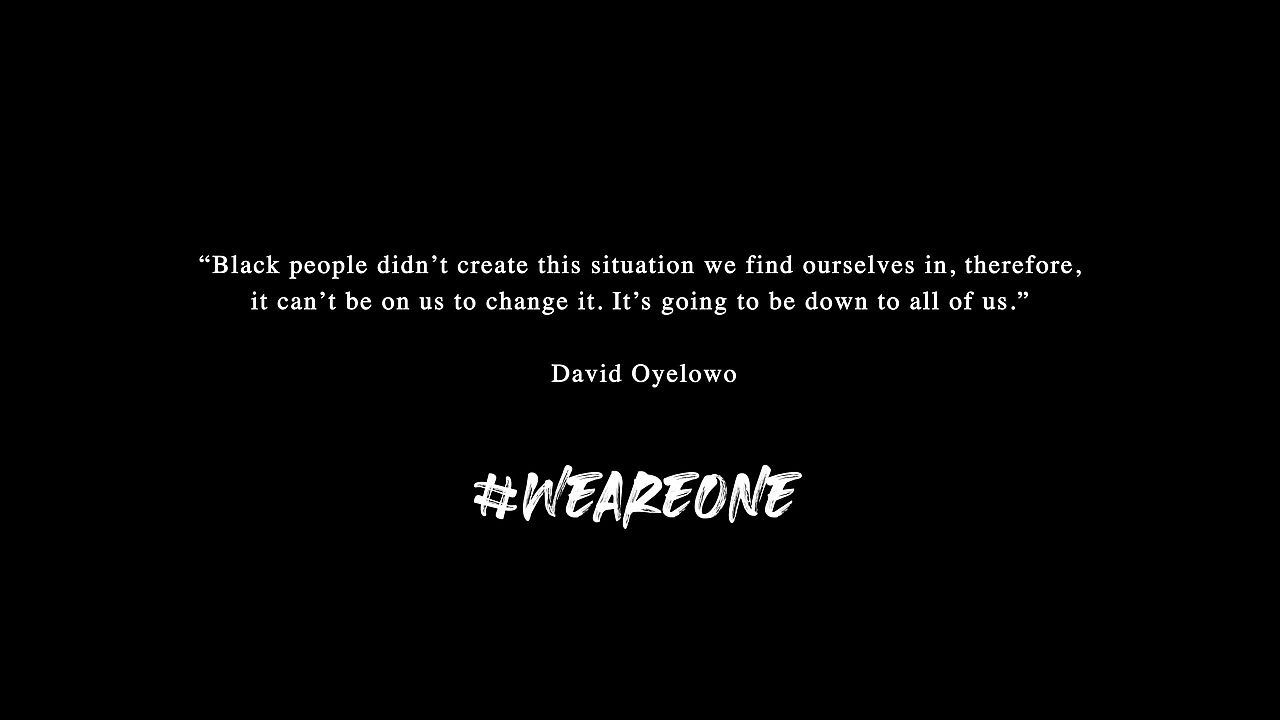 “Black people didn’t create this situation we find ourselves in, therefore,
it can’t be on us to change it. It’s going to be down to all of us.”
David Oyelowo
#WEAREONE